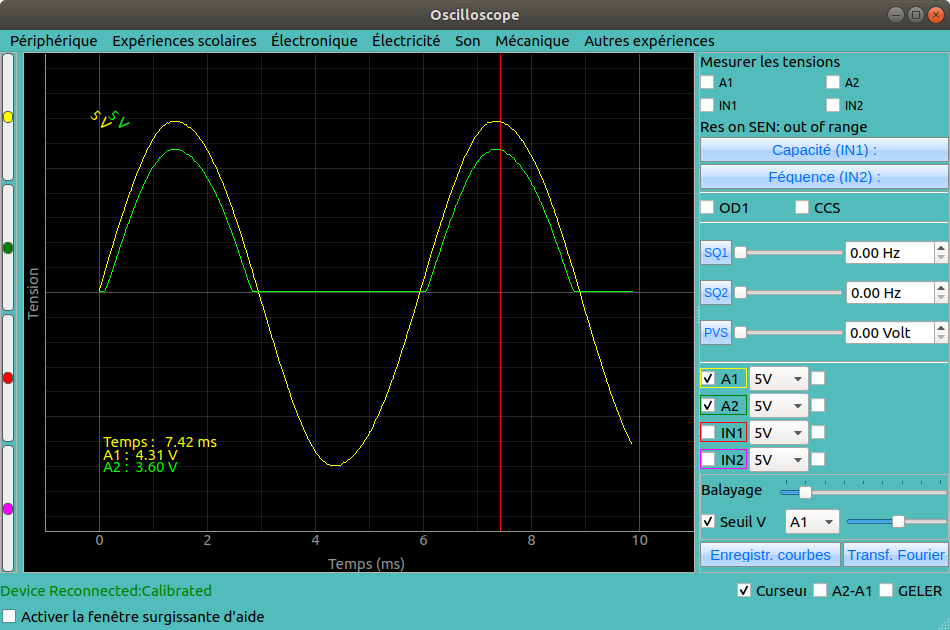 Oscilloscope
Périphérique Expériences scolaires Électronique Électricité Son Mécanique Autres expériences
Mesurer les tensions
A1 A2
IN1 IN2
Res on SEN: out of range
Capacité (IN1) :
Féquence (IN2) :
OD1 CCS
SQ1 0.00 Hz
SQ2 0.00 Hz
PVS 0.00 Volt
A1 5V
A2 5V
IN1 5V
IN2 5V
Balayage
Seuil V A1
Enregistr. courbes Transf. Fourier
5 V 5 V
Tension
Temps : 7.42 ms
A1 : 4.31 V
A2 : 3.60 V
0 2 4 6 8 10
Temps (ms)
Device Reconnected:Calibrated
Curseur A2-A1 GELER
Activer la fenêtre surgissante d'aide